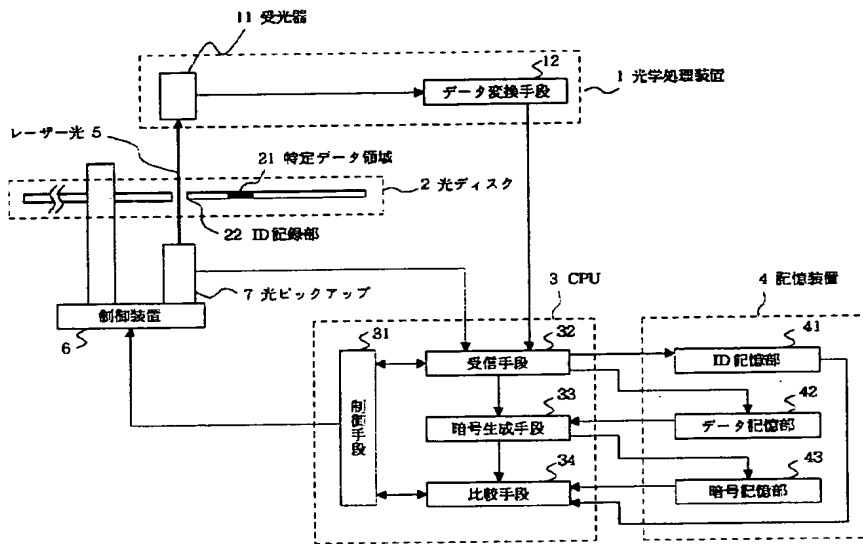 11 受光器
12
データ変換手段
1 光学処理装置
レーザー光 5
21 特定データ領域
2 光ディスク
22 ID記録部
7 光ピックアップ
制御装置
6
3 CPU
4 記憶装置
31
32
41
受信手段
ID記憶部
33
42
制御手段
暗号生成手段
データ記憶部
34
43
比較手段
暗号記憶部